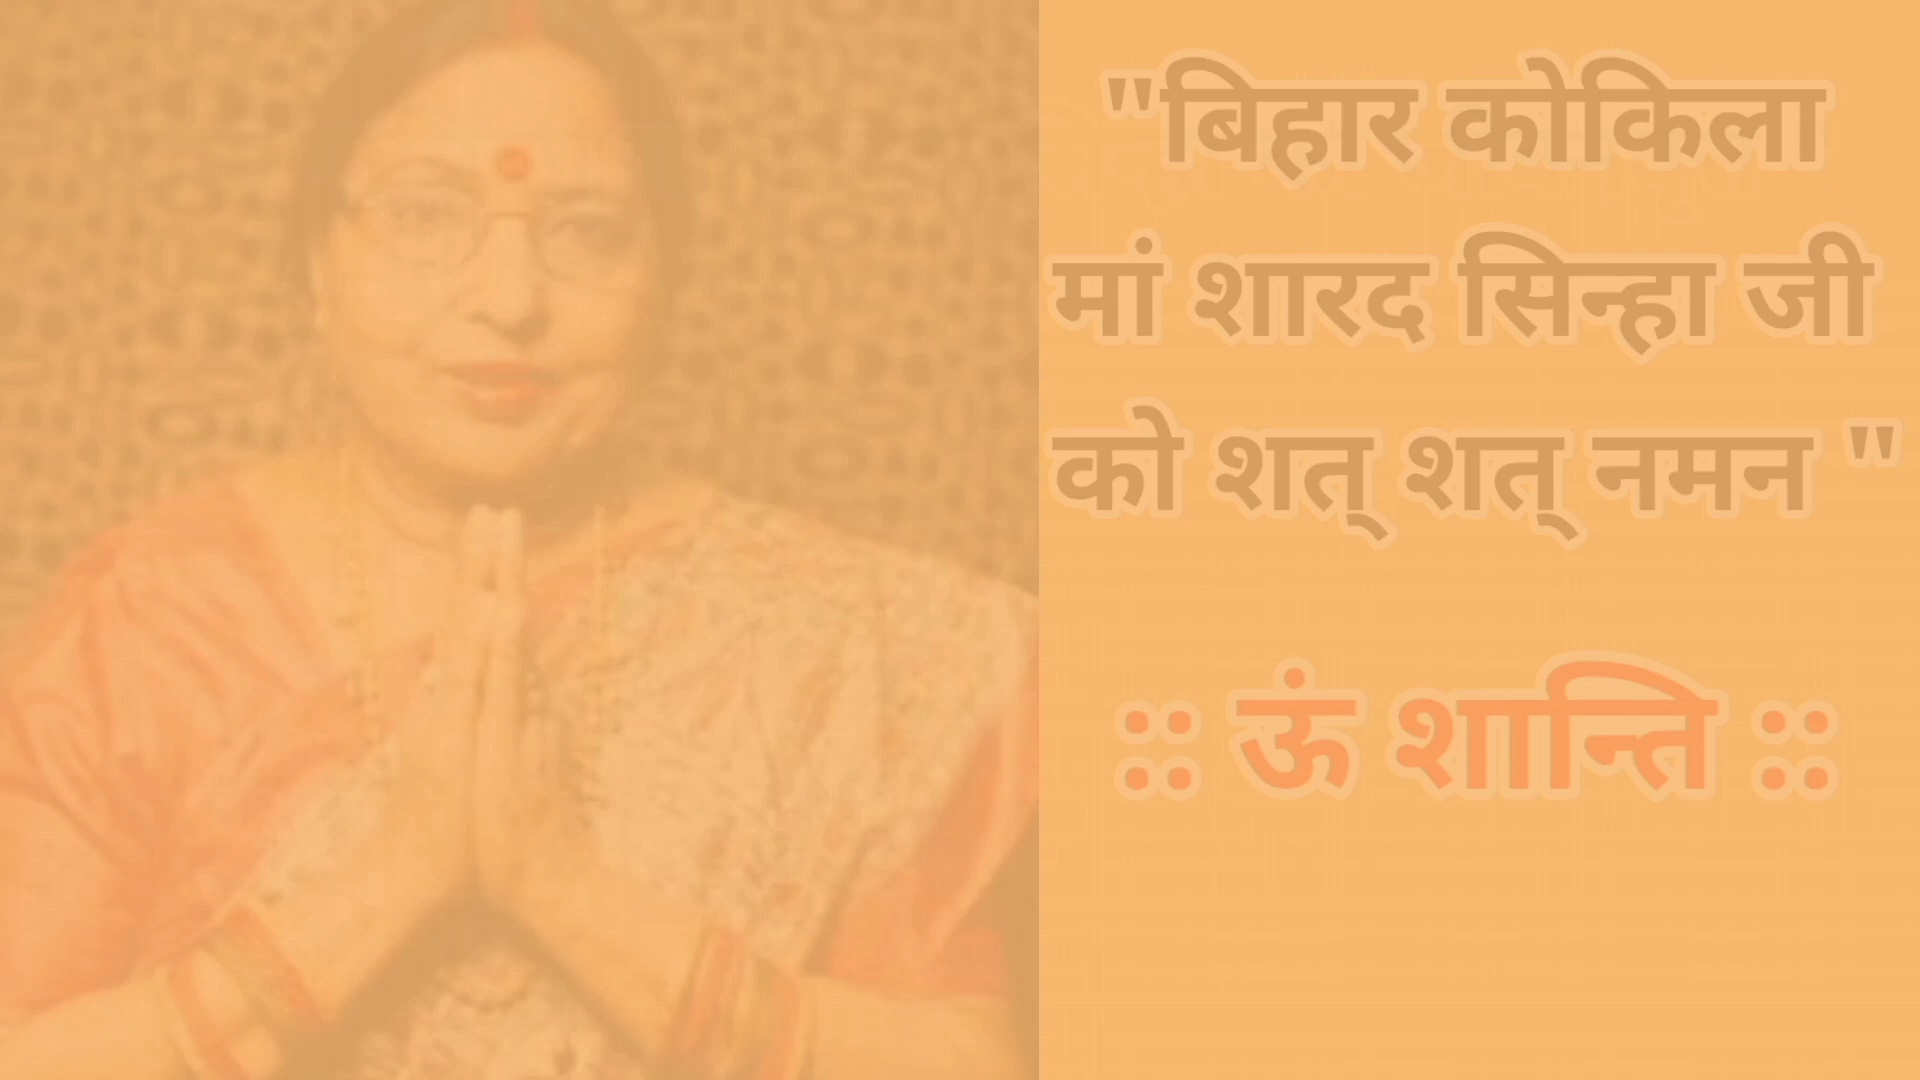 "बिहार कोकिला
मां शारद सिन्हा जी
को शत् शत् नमन "
:: ऊं शान्ति ::